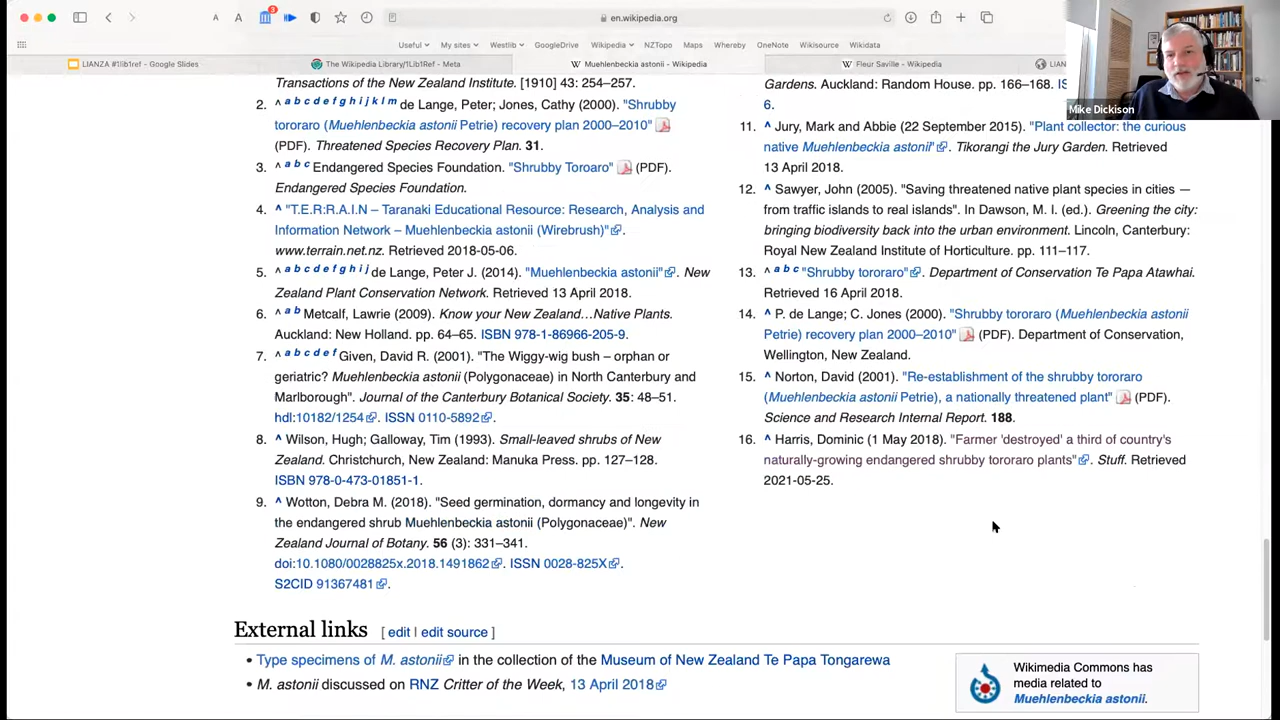 3
en.wikipedia.org
Useful My sites Westlib GoogleDrive Wikipedia NZTopo Maps Whereby OneNote Wikisource Wikidata
LIANZA #1lib1ref - Google Slides
The Wikipedia Library/1Lib1Ref - Meta
Muehlenbeckia astonii - Wikipedia
Fleur Saville - Wikipedia
LIAN
Mike Dickison
Transactions of the New Zealand Institute. [1910] 43: 254–257.
2. ^ a b c d e f g h i j k l m de Lange, Peter; Jones, Cathy (2000). "Shrubby
tororaro (Muehlenbeckia astonii Petrie) recovery plan 2000–2010"
(PDF). Threatened Species Recovery Plan. 31.
3. ^ a b c Endangered Species Foundation. "Shrubby Toroaro" (PDF).
Endangered Species Foundation.
4. ^ "T.E.R:R.A.I.N – Taranaki Educational Resource: Research, Analysis and
Information Network – Muehlenbeckia astonii (Wirebrush)".
www.terrain.net.nz. Retrieved 2018-05-06.
5. ^ a b c d e f g h i j de Lange, Peter J. (2014). "Muehlenbeckia astonii". New
Zealand Plant Conservation Network. Retrieved 13 April 2018.
6. ^ a b Metcalf, Lawrie (2009). Know your New Zealand…Native Plants.
Auckland: New Holland. pp. 64–65. ISBN 978-1-86966-205-9.
7. ^ a b c d e f Given, David R. (2001). "The Wiggy-wig bush – orphan or
geriatric? Muehlenbeckia astonii (Polygonaceae) in North Canterbury and
Marlborough". Journal of the Canterbury Botanical Society. 35: 48–51.
hdl:10182/1254. ISSN 0110-5892.
8. ^ Wilson, Hugh; Galloway, Tim (1993). Small-leaved shrubs of New
Zealand. Christchurch, New Zealand: Manuka Press. pp. 127–128.
ISBN 978-0-473-01851-1.
9. ^ Wotton, Debra M. (2018). "Seed germination, dormancy and longevity in
the endangered shrub Muehlenbeckia astonii (Polygonaceae)". New
Zealand Journal of Botany. 56 (3): 331–341.
doi:10.1080/0028825x.2018.1491862. ISSN 0028-825X.
S2CID 91367481.
Gardens. Auckland: Random House. pp. 166–168. IS
6.
11. ^ Jury, Mark and Abbie (22 September 2015). "Plant collector: the curious
native Muehlenbeckia astonii". Tikorangi the Jury Garden. Retrieved
13 April 2018.
12. ^ Sawyer, John (2005). "Saving threatened native plant species in cities —
from traffic islands to real islands". In Dawson, M. I. (ed.). Greening the city:
bringing biodiversity back into the urban environment. Lincoln, Canterbury:
Royal New Zealand Institute of Horticulture. pp. 111–117.
13. ^ a b c "Shrubby tororaro". Department of Conservation Te Papa Atawhai.
Retrieved 16 April 2018.
14. ^ P. de Lange; C. Jones (2000). "Shrubby tororaro (Muehlenbeckia astonii
Petrie) recovery plan 2000–2010" (PDF). Department of Conservation,
Wellington, New Zealand.
15. ^ Norton, David (2001). "Re-establishment of the shrubby tororaro
(Muehlenbeckia astonii Petrie), a nationally threatened plant" (PDF).
Science and Research Internal Report. 188.
16. ^ Harris, Dominic (1 May 2018). "Farmer 'destroyed' a third of country's
naturally-growing endangered shrubby tororaro plants". Stuff. Retrieved
2021-05-25.
External links [ edit | edit source ]
• Type specimens of M. astonii in the collection of the Museum of New Zealand Te Papa Tongarewa
• M. astonii discussed on RNZ Critter of the Week, 13 April 2018
Wikimedia Commons has
media related to
Muehlenbeckia astonii.